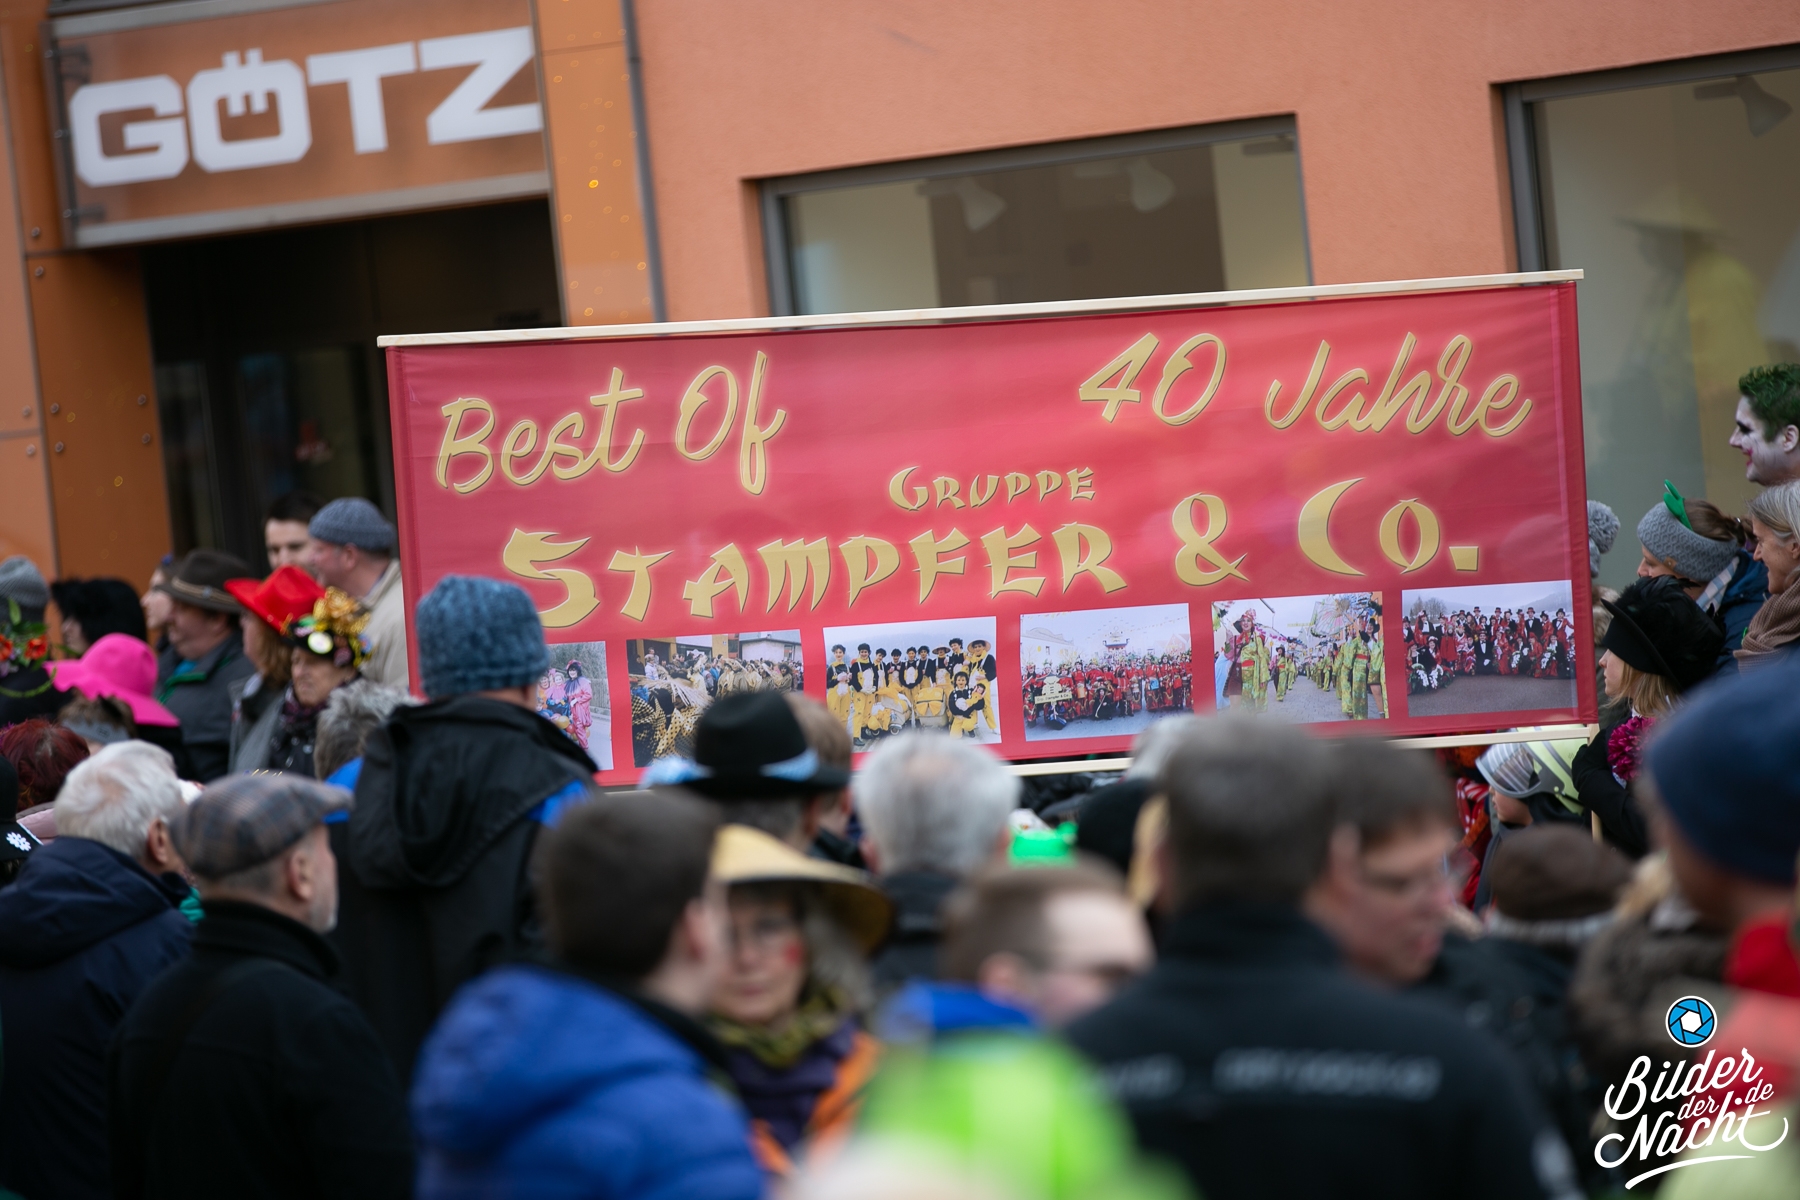 GÖTZ
Best Of 40 Jahre
GRUPPE
STAMPFER & CO.
Bilder
der
Nacht.de